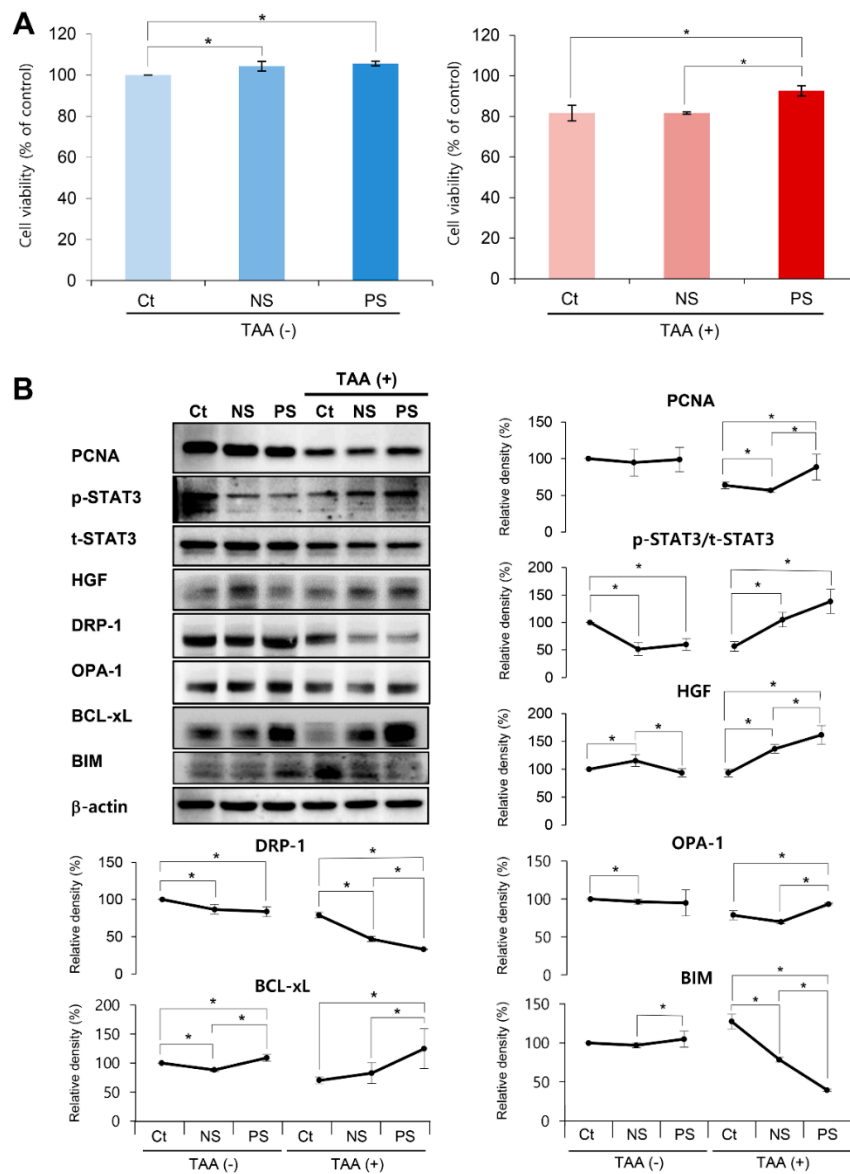 A
Cell viability (% of control)
120
100
80
60
40
20
0
*
*
Ct NS PS
TAA (-)
Cell viability (% of control)
120
100
80
60
40
20
0
*
*
Ct NS PS
TAA (+)
B
TAA (+)
Ct NS PS Ct NS PS
PCNA
p-STAT3
t-STAT3
HGF
DRP-1
OPA-1
BCL-xL
BIM
β-actin
PCNA
Relative density (%)
150
100
50
0
* * *
p-STAT3/t-STAT3
Relative density (%)
200
150
100
50
0
* * * *
HGF
Relative density (%)
200
150
100
50
0
* * * * *
DRP-1
Relative density (%)
150
100
50
0
* * * * *
OPA-1
Relative density (%)
150
100
50
0
* * *
BCL-xL
Relative density (%)
200
150
100
50
0
* * * * *
Ct NS PS Ct NS PS
TAA (-) TAA (+)
BIM
Relative density (%)
150
100
50
0
* * * *
Ct NS PS Ct NS PS
TAA (-) TAA (+)